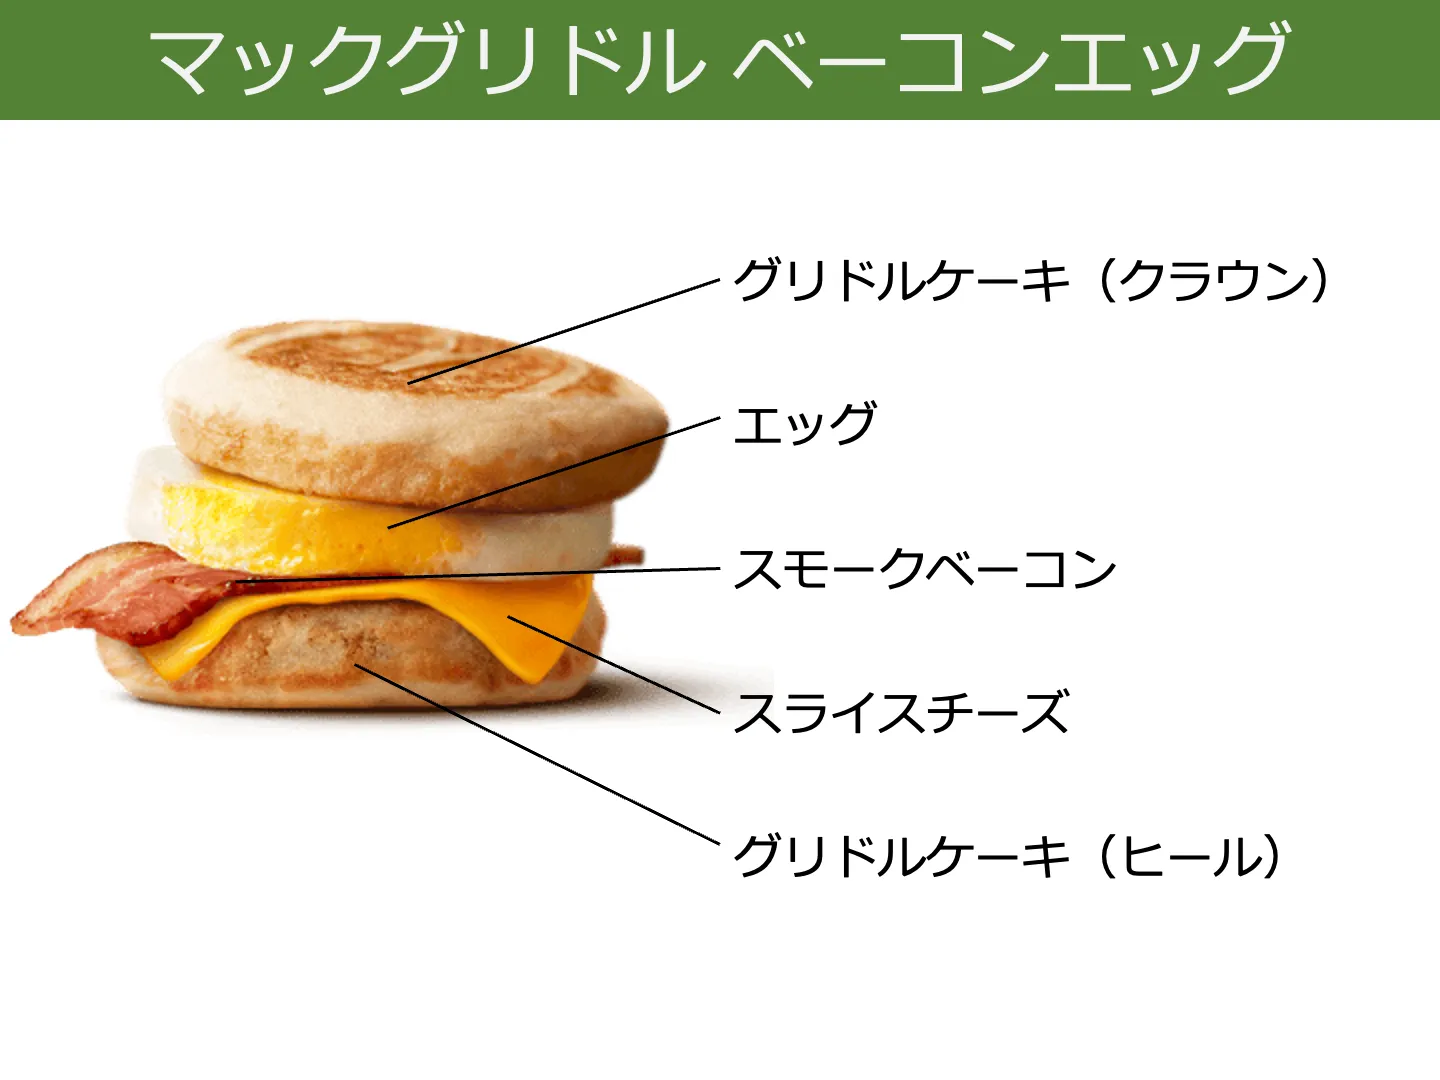 マックグリドル ベーコンエッグ
グリドルケーキ（クラウン）
エッグ
スモークベーコン
スライスチーズ
グリドルケーキ（ヒール）